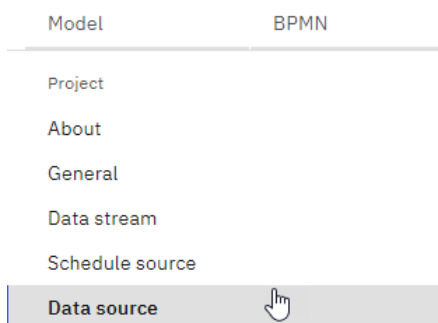 Model BPMN
Project
About
General
Data stream
Schedule source
Data source